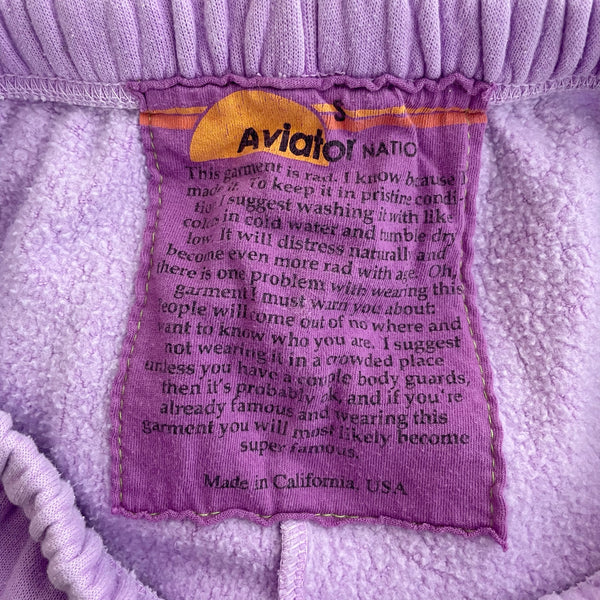 S
Aviator NATIO
This garment is rad. I know because I
made it. To keep it in pristine condi-
tio I suggest washing it with like
colos in cold water and tumble dry
low. It will distress naturally and
become even more rad with age. Oh,
there is one problem with wearing this
garment I must warn you about:
people will come out of no where and
want to know who you are. I suggest
not wearing it in a crowded place
unless you have a couple body guards,
then it's probably ok and if you're
already famous and wearing this
garment you will most likely become
super famous.
Made in California, USA